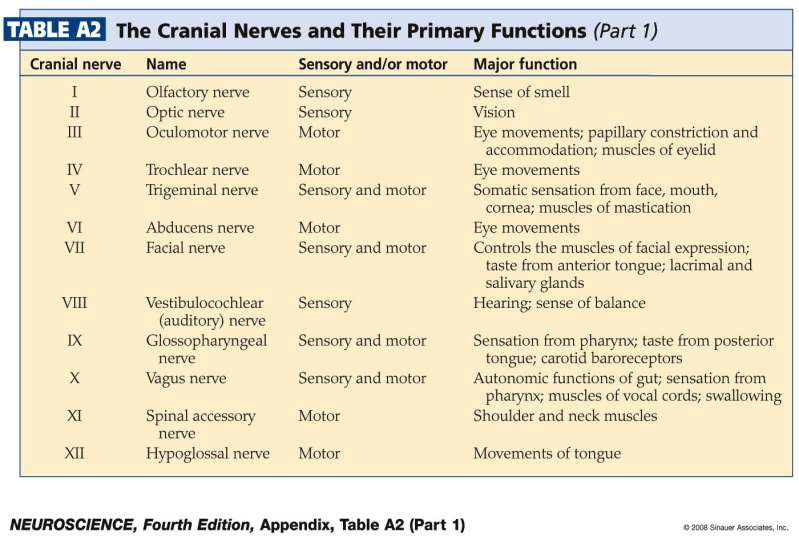 TABLE A2 The Cranial Nerves and Their Primary Functions (Part 1)
Cranial nerve Name Sensory and/or motor Major function
I Olfactory nerve Sensory Sense of smell
II Optic nerve Sensory Vision
III Oculomotor nerve Motor Eye movements; papillary constriction and
accommodation; muscles of eyelid
IV Trochlear nerve Motor Eye movements
V Trigeminal nerve Sensory and motor Somatic sensation from face, mouth,
cornea; muscles of mastication
VI Abducens nerve Motor Eye movements
VII Facial nerve Sensory and motor Controls the muscles of facial expression;
taste from anterior tongue; lacrimal and
salivary glands
VIII Vestibulocochlear Sensory Hearing; sense of balance
(auditory) nerve
IX Glossopharyngeal Sensory and motor Sensation from pharynx; taste from posterior
nerve tongue; carotid baroreceptors
X Vagus nerve Sensory and motor Autonomic functions of gut; sensation from
pharynx; muscles of vocal cords; swallowing
XI Spinal accessory Motor Shoulder and neck muscles
nerve
XII Hypoglossal nerve Motor Movements of tongue
NEUROSCIENCE, Fourth Edition, Appendix, Table A2 (Part 1)
© 2008 Sinauer Associates, Inc.